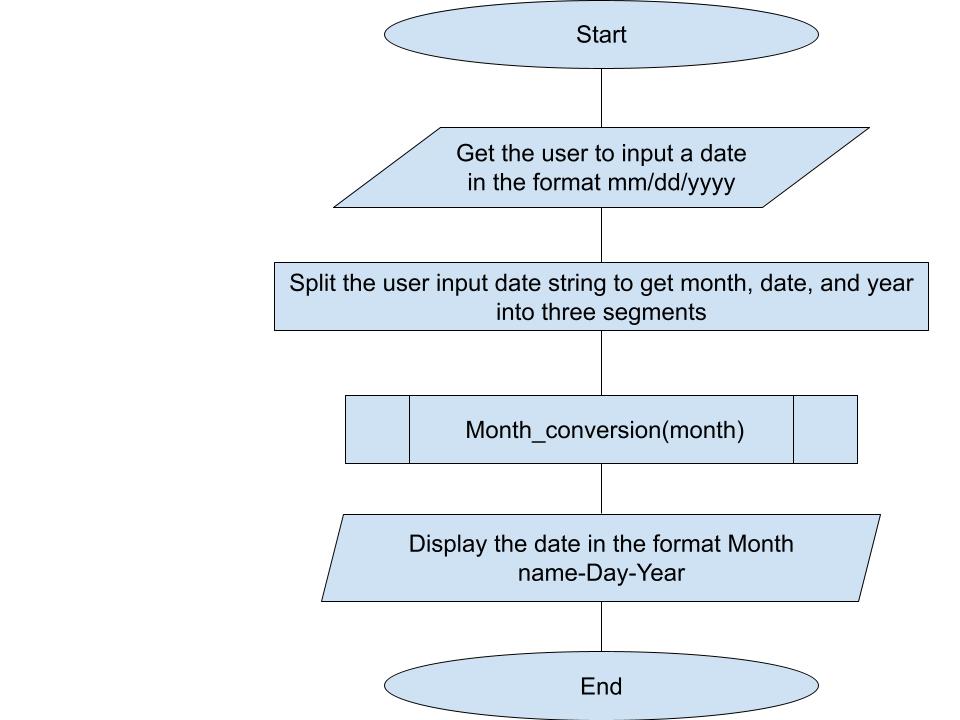 Start
Get the user to input a date
in the format mm/dd/yyyy
Split the user input date string to get month, date, and year
into three segments
Month_conversion(month)
Display the date in the format Month
name-Day-Year
End